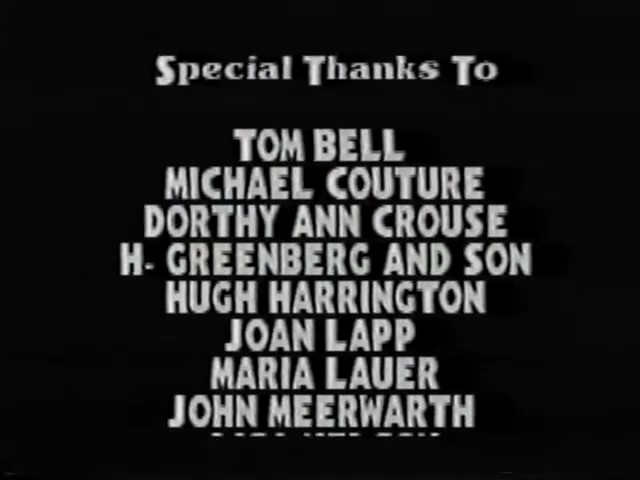 Special Thanks To
TOM BELL
MICHAEL COUTURE
DORTHY ANN CROUSE
H- GREENBERG AND SON
HUGH HARRINGTON
JOAN LAPP
MARIA LAUER
JOHN MEERWARTH